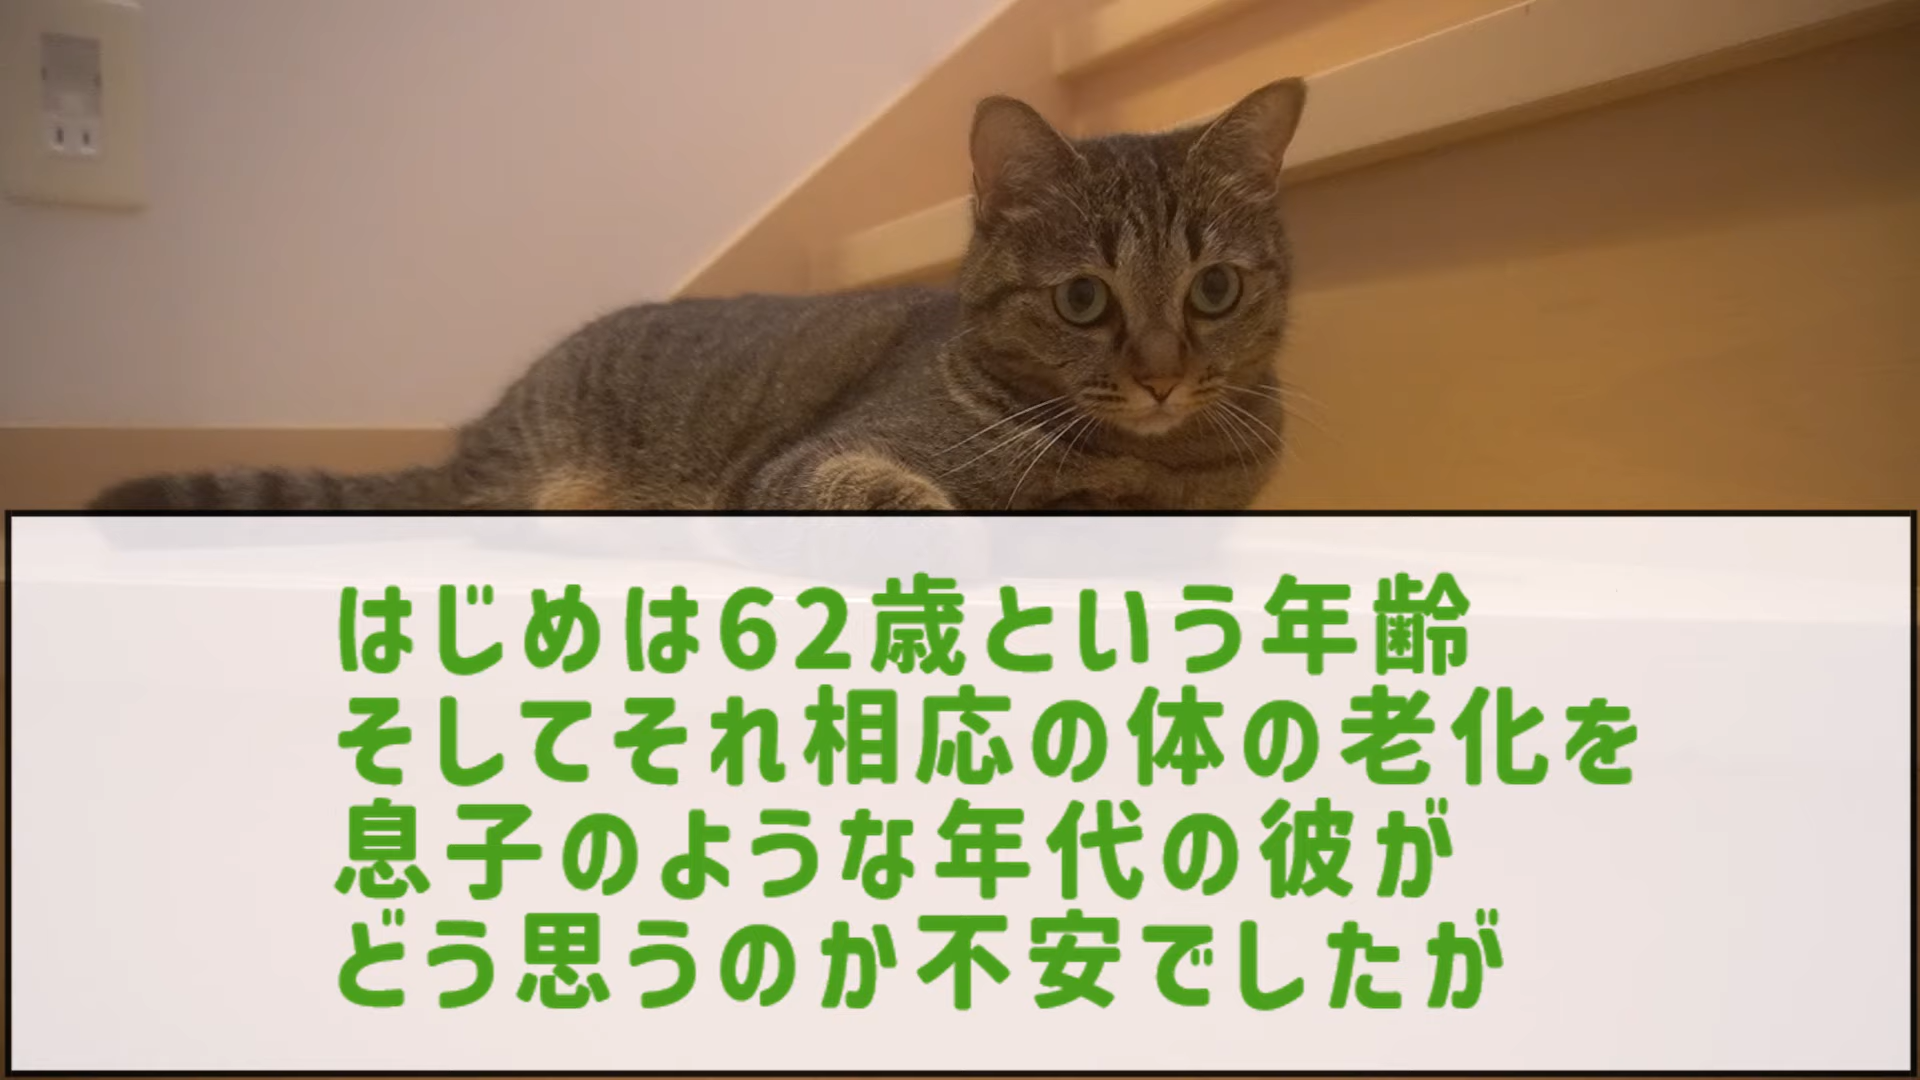 はじめは62歳という年齢
そしてそれ相応の体の老化を
息子のような年代の彼が
どう思うのか不安でしたが